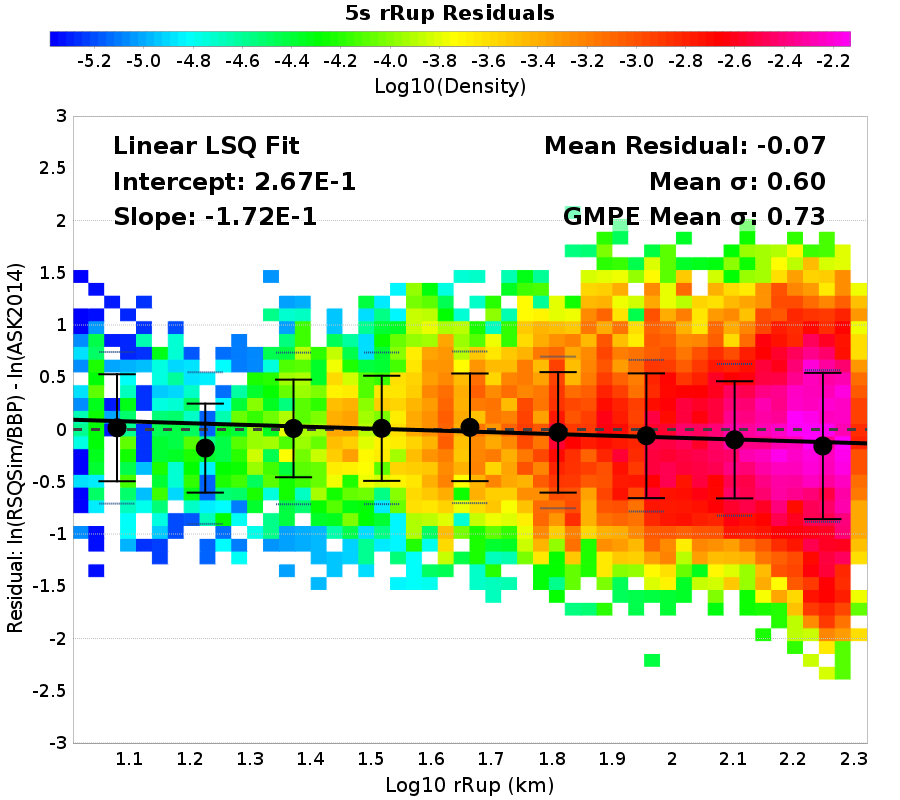 5s rRup Residuals
-5.2 -5.0 -4.8 -4.6 -4.4 -4.2 -4.0 -3.8 -3.6 -3.4 -3.2 -3.0 -2.8 -2.6 -2.4 -2.2
Log10(Density)
Linear LSQ Fit
Intercept: 2.67E-1
Slope: -1.72E-1
Mean Residual: -0.07
Mean σ: 0.60
GMPE Mean σ: 0.73
Residual: ln(RSQSim/BBP) - ln(ASK2014)
3
2.5
2
1.5
1
0.5
0
-0.5
-1
-1.5
-2
-2.5
-3
1.1 1.2 1.3 1.4 1.5 1.6 1.7 1.8 1.9 2 2.1 2.2 2.3
Log10 rRup (km)